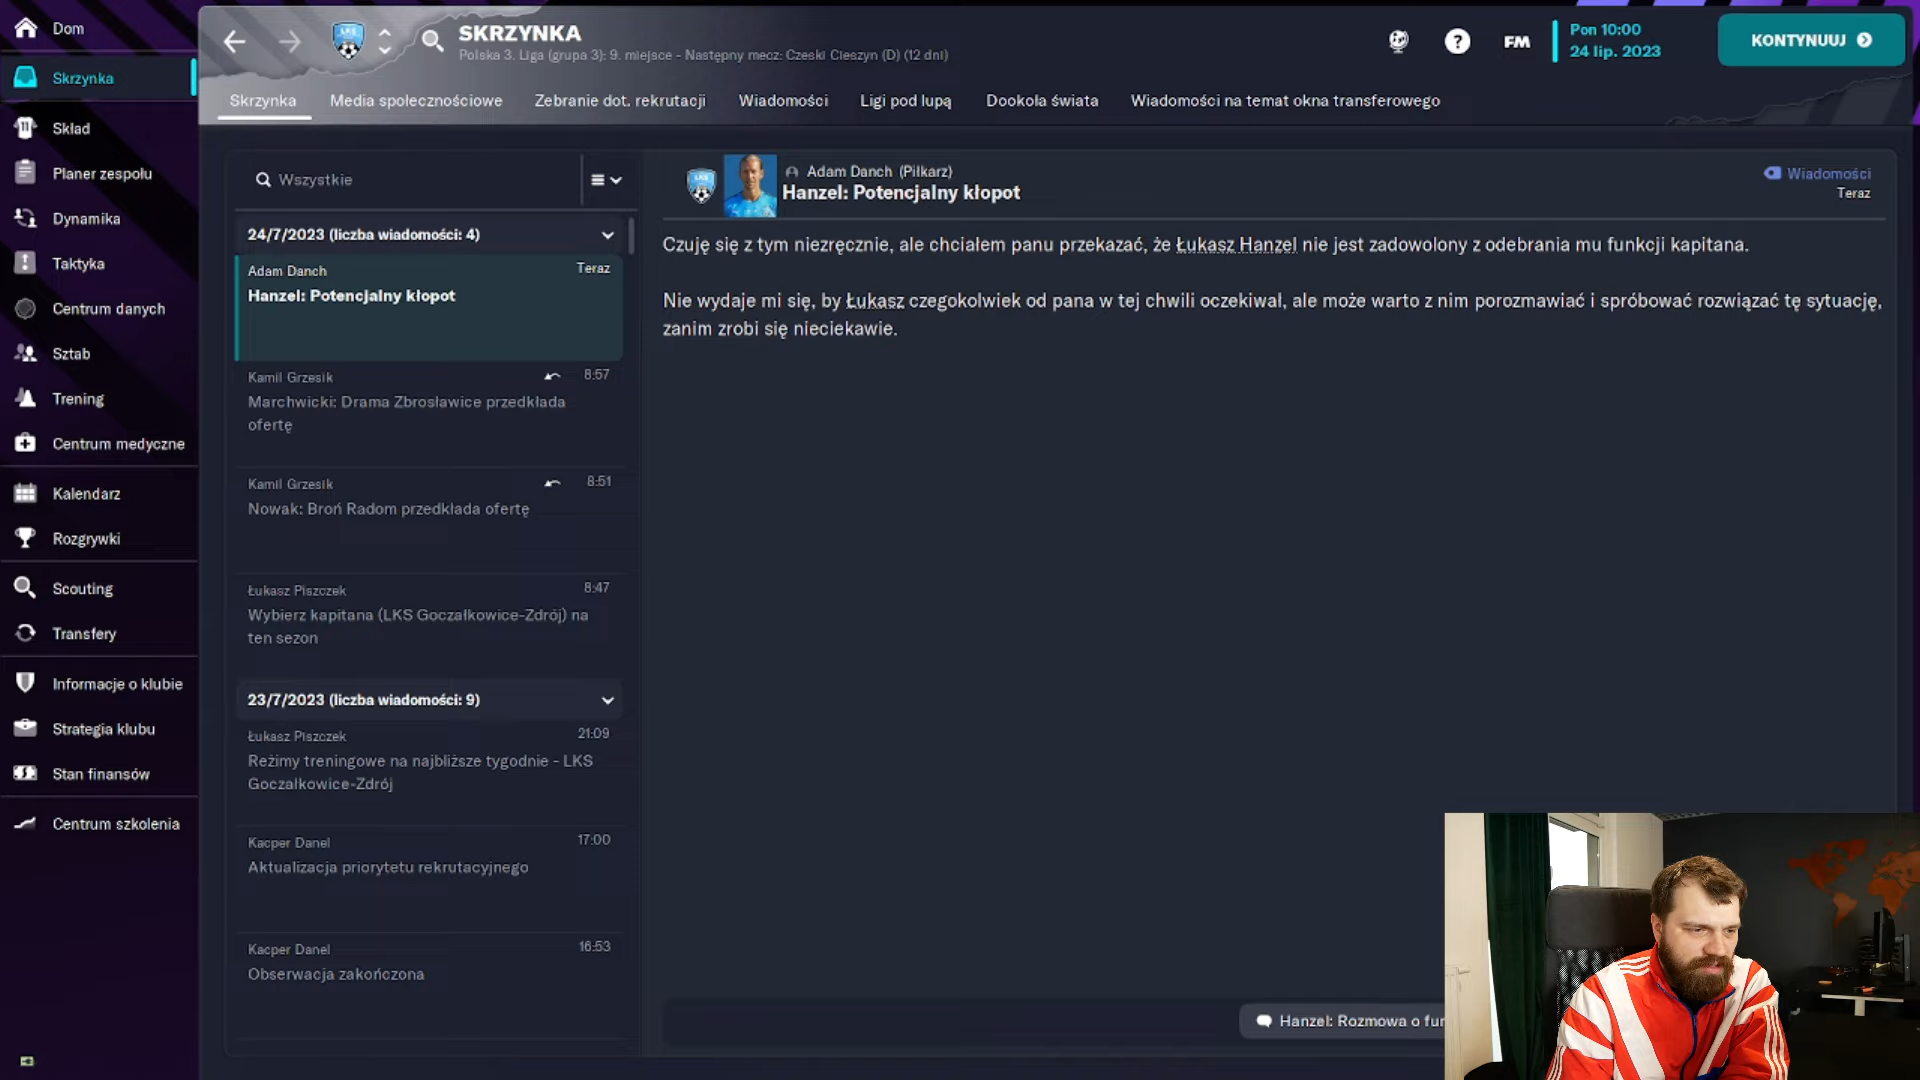 Dom
Skrzynka
Skład
Planer zespołu
Dynamika
Taktyka
Centrum danych
Sztab
Trening
Centrum medyczne
Kalendarz
Rozgrywki
Scouting
Transfery
Informacje o klubie
Strategia klubu
Stan finansów
Centrum szkolenia
SKRZYNKA
Polska 3. Liga (grupa 3): 9. miejsce - Następny mecz: Czeski Cieszyn (D) (12 dni)
FM
Pon 10:00
24 lip. 2023
KONTYNUUJ
Skrzynka Media społecznościowe Zebranie dot. rekrutacji Wiadomości Ligi pod lupą Dookoła świata Wiadomości na temat okna transferowego
Wszystkie
24/7/2023 (liczba wiadomości: 4)
Adam Danch Teraz
Hanzel: Potencjalny kłopot
Kamil Grzesik 8:57
Marchwicki: Drama Zbrosławice przedkłada
ofertę
Kamil Grzesik 8:51
Nowak: Broń Radom przedkłada ofertę
Łukasz Piszczek 8:47
Wybierz kapitana (LKS Goczałkowice-Zdrój) na
ten sezon
23/7/2023 (liczba wiadomości: 9)
Łukasz Piszczek 21:09
Reżimy treningowe na najbliższe tygodnie - LKS
Goczałkowice-Zdrój
Kacper Danel 17:00
Aktualizacja priorytetu rekrutacyjnego
Kacper Danel 16:53
Obserwacja zakończona
Adam Danch (Piłkarz)
Hanzel: Potencjalny kłopot
Wiadomości
Teraz
Czuję się z tym niezręcznie, ale chciałem panu przekazać, że Łukasz Hanzel nie jest zadowolony z odebrania mu funkcji kapitana.
Nie wydaje mi się, by Łukasz czegokolwiek od pana w tej chwili oczekiwał, ale może warto z nim porozmawiać i spróbować rozwiązać tę sytuację,
zanim zrobi się nieciekawie.
Hanzel: Rozmowa o fun